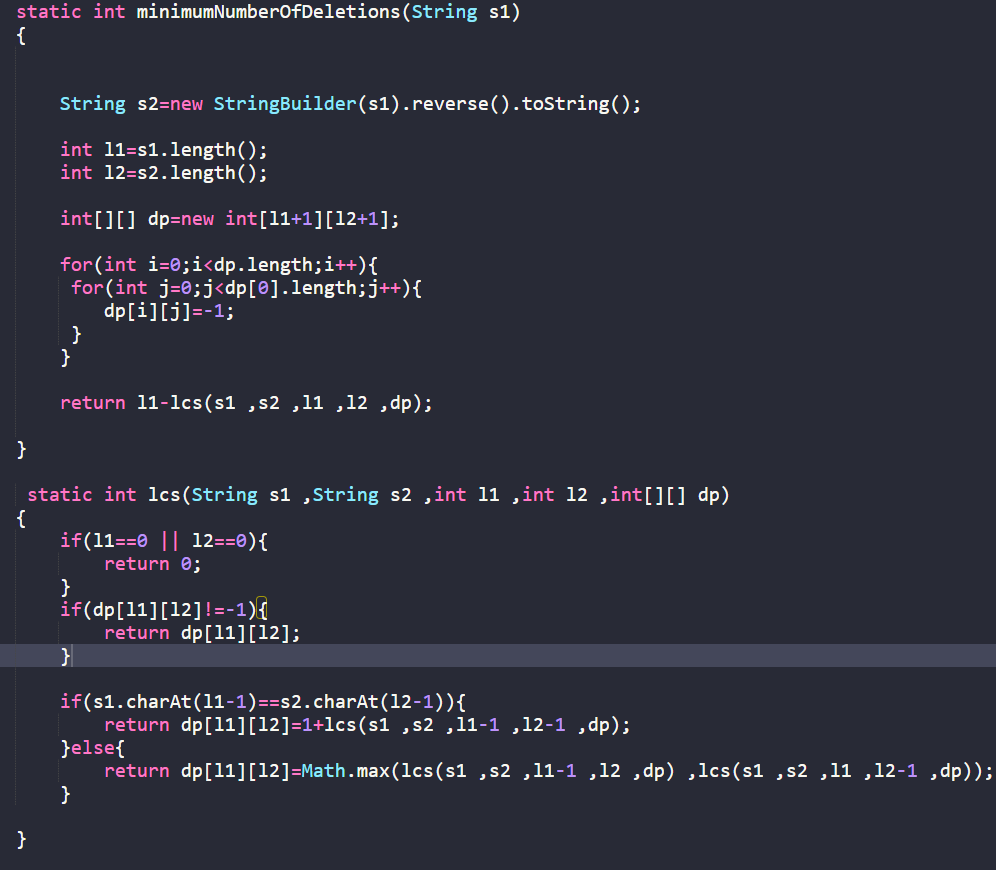 static int minimumNumberOfDeletions(String s1)
{
String s2=new StringBuilder(s1).reverse().toString();
int l1=s1.length();
int l2=s2.length();
int[][] dp=new int[l1+1][l2+1];
for(int i=0;i<dp.length;i++){
for(int j=0;j<dp[0].length;j++){
dp[i][j]=-1;
}
}
return l1-lcs(s1 ,s2 ,l1 ,l2 ,dp);
}
static int lcs(String s1 ,String s2 ,int l1 ,int l2 ,int[][] dp)
{
if(l1==0 || l2==0){
return 0;
}
if(dp[l1][l2]!=-1){
return dp[l1][l2];
}
if(s1.charAt(l1-1)==s2.charAt(l2-1)){
return dp[l1][l2]=1+lcs(s1 ,s2 ,l1-1 ,l2-1 ,dp);
}else{
return dp[l1][l2]=Math.max(lcs(s1 ,s2 ,l1-1 ,l2 ,dp) ,lcs(s1 ,s2 ,l1 ,l2-1 ,dp));
}
}